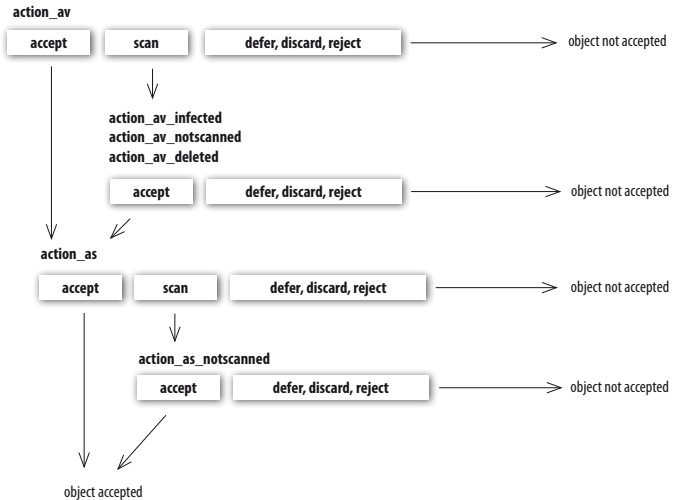 action_av
accept scan defer, discard, reject object not accepted
action_av_infected
action_av_notscanned
action_av_deleted
accept defer, discard, reject object not accepted
action_as
accept scan defer, discard, reject object not accepted
action_as_notscanned
accept defer, discard, reject object not accepted
object accepted